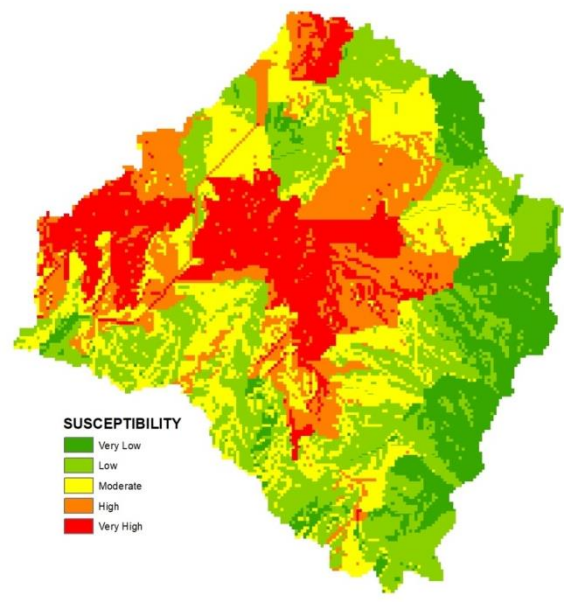 SUSCEPTIBILITY
Very Low
Low
Moderate
High
Very High